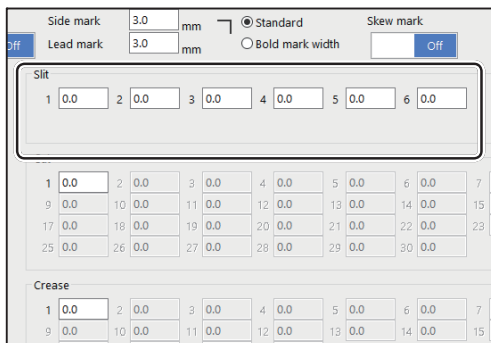 Side mark 3.0 mm Standard Skew mark
Off Lead mark 3.0 mm Bold mark width Off
Slit
1 0.0 2 0.0 3 0.0 4 0.0 5 0.0 6 0.0
1 0.0 2 0.0 3 0.0 4 0.0 5 0.0 6 0.0 7
9 0.0 10 0.0 11 0.0 12 0.0 13 0.0 14 0.0 15
17 0.0 18 0.0 19 0.0 20 0.0 21 0.0 22 0.0 23
25 0.0 26 0.0 27 0.0 28 0.0 29 0.0 30 0.0
Crease
1 0.0 2 0.0 3 0.0 4 0.0 5 0.0 6 0.0 7
9 0.0 10 0.0 11 0.0 12 0.0 13 0.0 14 0.0 15